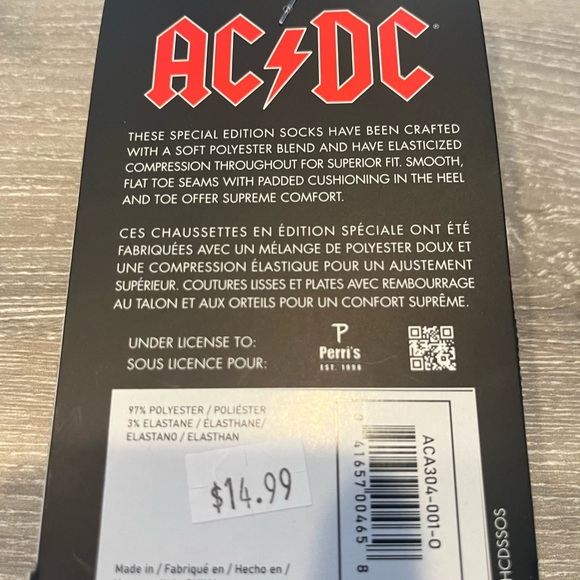 AC⚡DC®
THESE SPECIAL EDITION SOCKS HAVE BEEN CRAFTED
WITH A SOFT POLYESTER BLEND AND HAVE ELASTICIZED
COMPRESSION THROUGHOUT FOR SUPERIOR FIT. SMOOTH,
FLAT TOE SEAMS WITH PADDED CUSHIONING IN THE HEEL
AND TOE OFFER SUPREME COMFORT.
CES CHAUSSETTES EN ÉDITION SPÉCIALE ONT ÉTÉ
FABRIQUÉES AVEC UN MÉLANGE DE POLYESTER DOUX ET
UNE COMPRESSION ÉLASTIQUE POUR UN AJUSTEMENT
SUPÉRIEUR. COUTURES LISSES ET PLATES AVEC REMBOURRAGE
AU TALON ET AUX ORTEILS POUR UN CONFORT SUPRÊME.
UNDER LICENSE TO:
SOUS LICENCE POUR:
P
Perri's
EST. 1998
97% POLYESTER / POLIÉSTER
3% ELASTANE / ÉLASTHANE/
ELASTANO / ELASTHAN
$14.99
Made in / Fabriqué en / Hecho en /
4165700465 8
ACA304-001-O
HCDSSOS